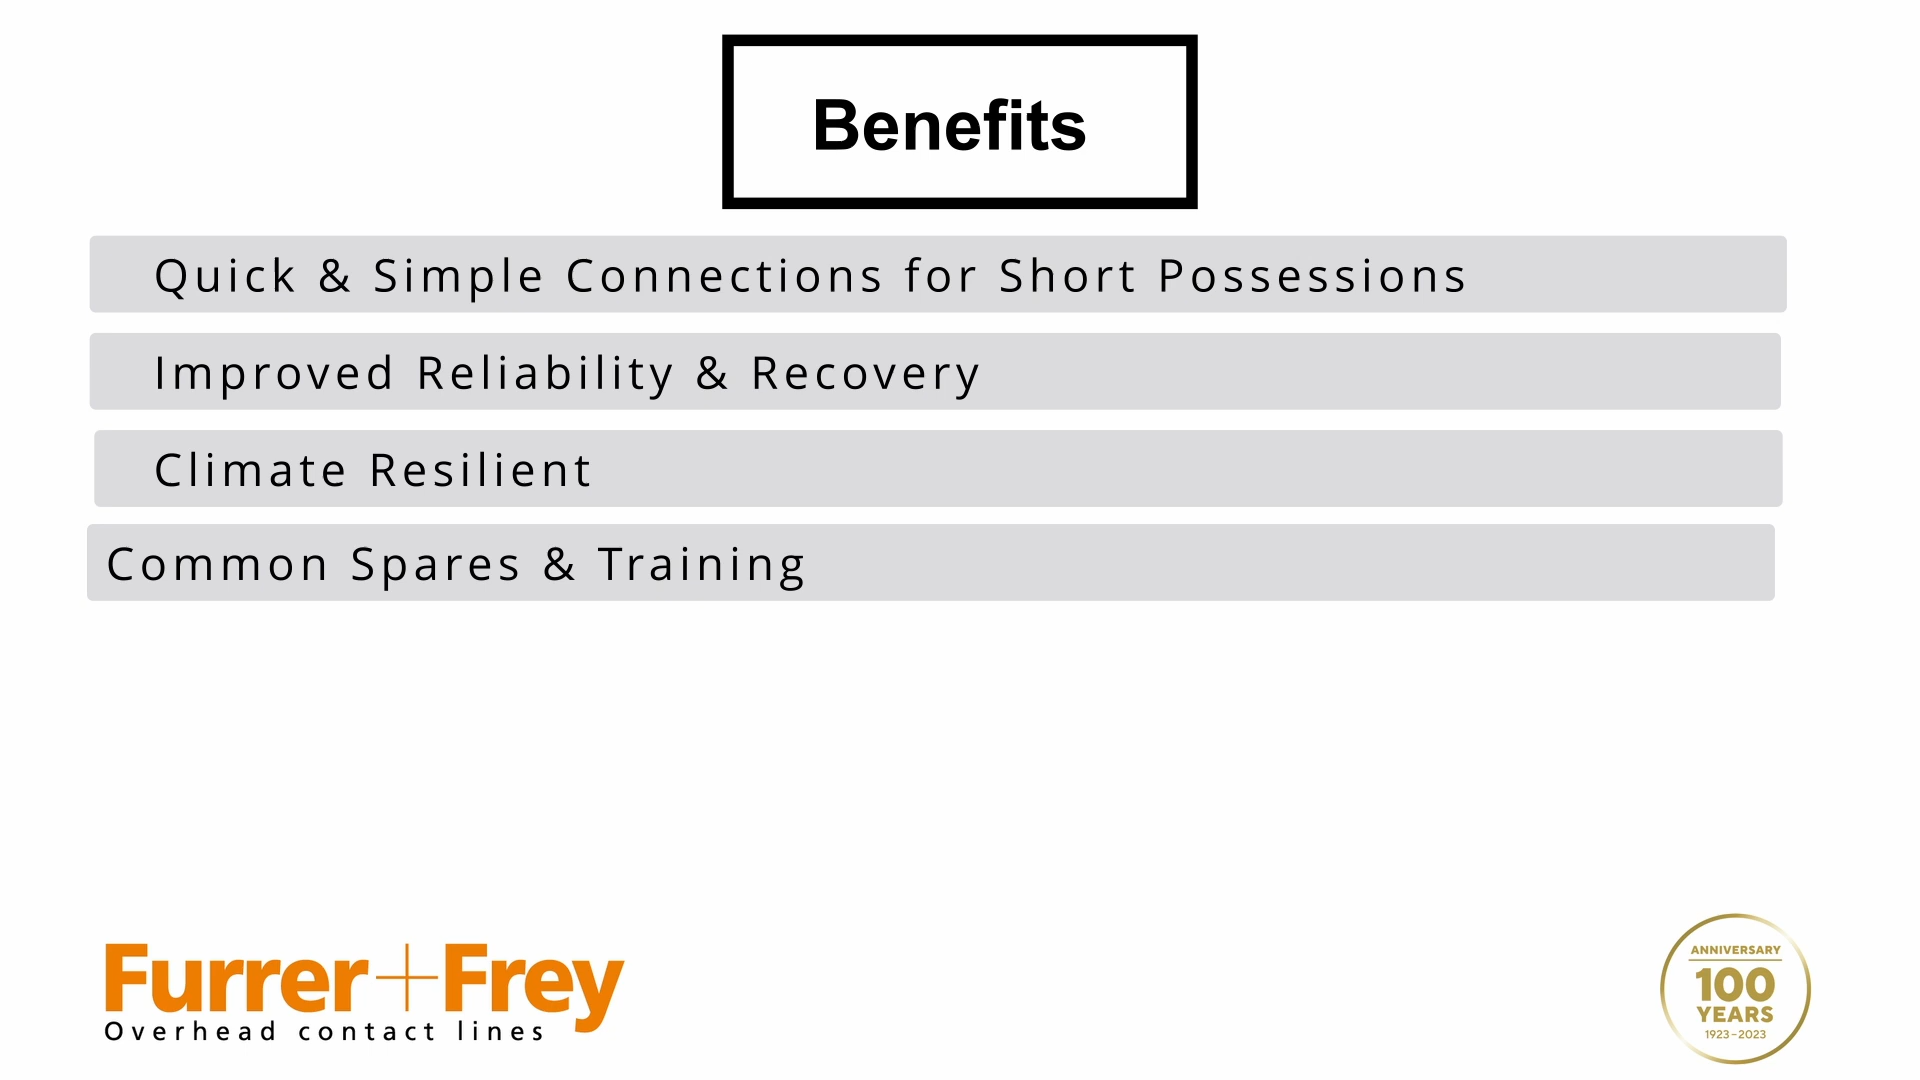 Benefits
Quick & Simple Connections for Short Possessions
Improved Reliability & Recovery
Climate Resilient
Common Spares & Training
Furrer+Frey
Overhead contact lines
ANNIVERSARY
100
YEARS
1923–2023